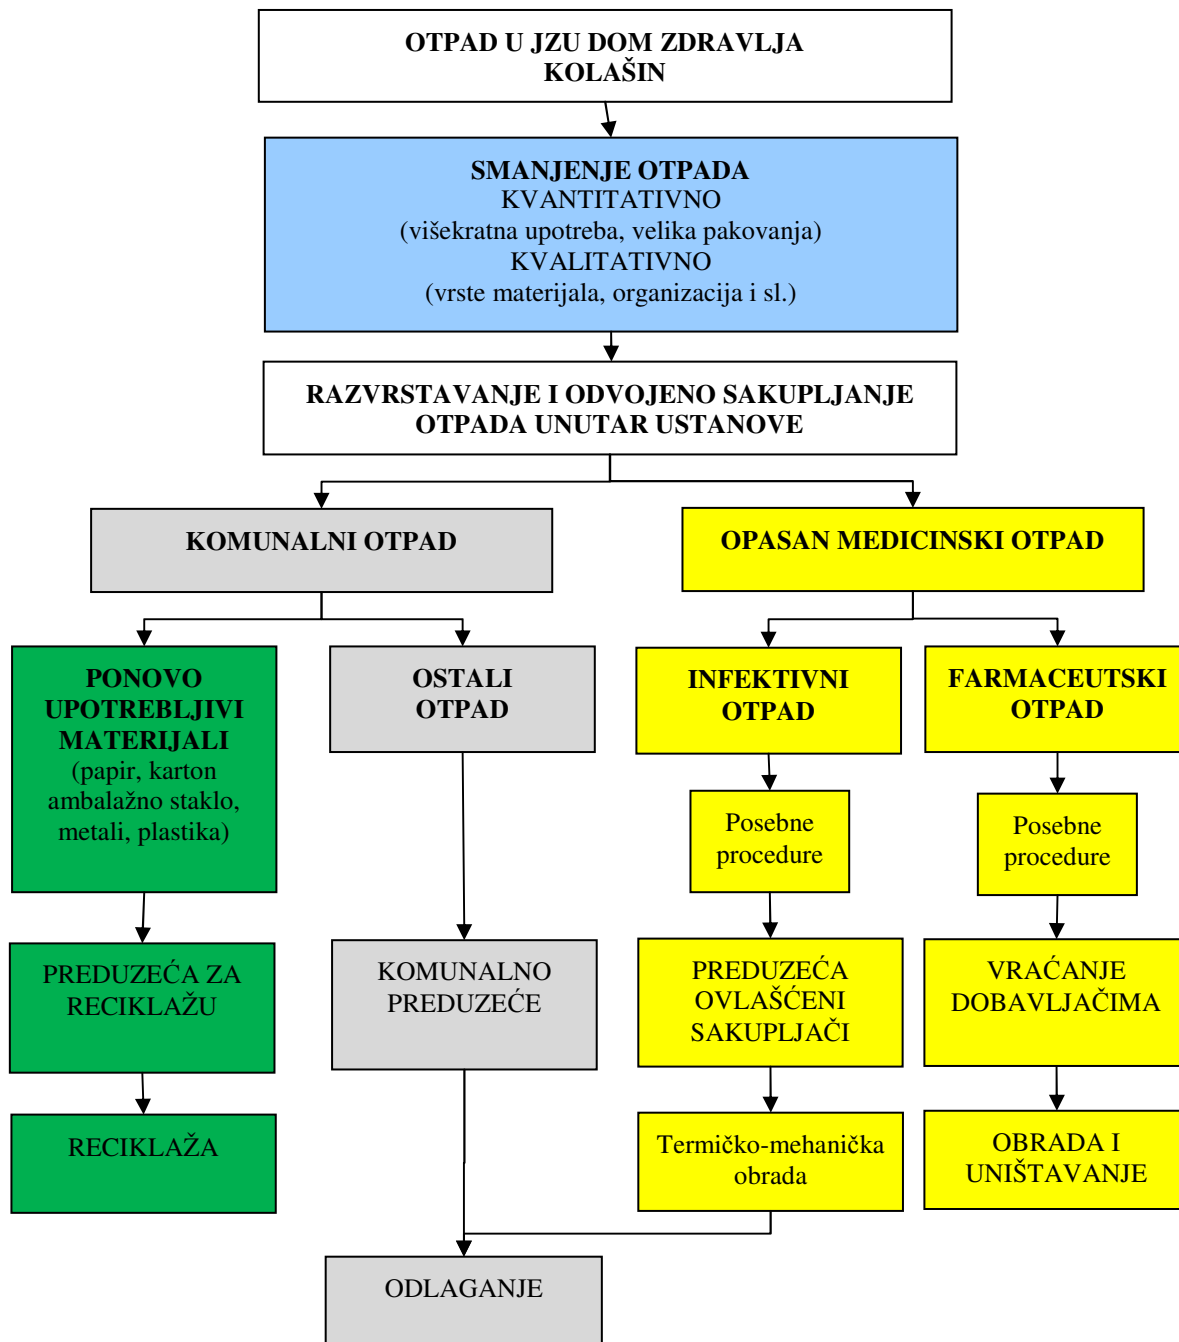 OTPAD U JZU DOM ZDRAVLJA
KOLAŠIN
SMANJENJE OTPADA
KVANTITATIVNO
(višekratna upotreba, velika pakovanja)
KVALITATIVNO
(vrste materijala, organizacija i sl.)
RAZVRSTAVANJE I ODVOJENO SAKUPLJANJE
OTPADA UNUTAR USTANOVE
KOMUNALNI OTPAD
OPASAN MEDICINSKI OTPAD
PONOVO
UPOTREBLJIVI
MATERIJALI
(papir, karton
ambalažno staklo,
metali, plastika)
OSTALI
OTPAD
INFEKTIVNI
OTPAD
FARMACEUTSKI
OTPAD
Posebne
procedure
Posebne
procedure
PREDUZEĆA ZA
RECIKLAŽU
KOMUNALNO
PREDUZEĆE
PREDUZEĆA
OVLAŠĆENI
SAKUPLJAČI
VRAĆANJE
DOBAVLJAČIMA
RECIKLAŽA
Termičko-mehanička
obrada
OBRADA I
UNIŠTAVANJE
ODLAGANJE